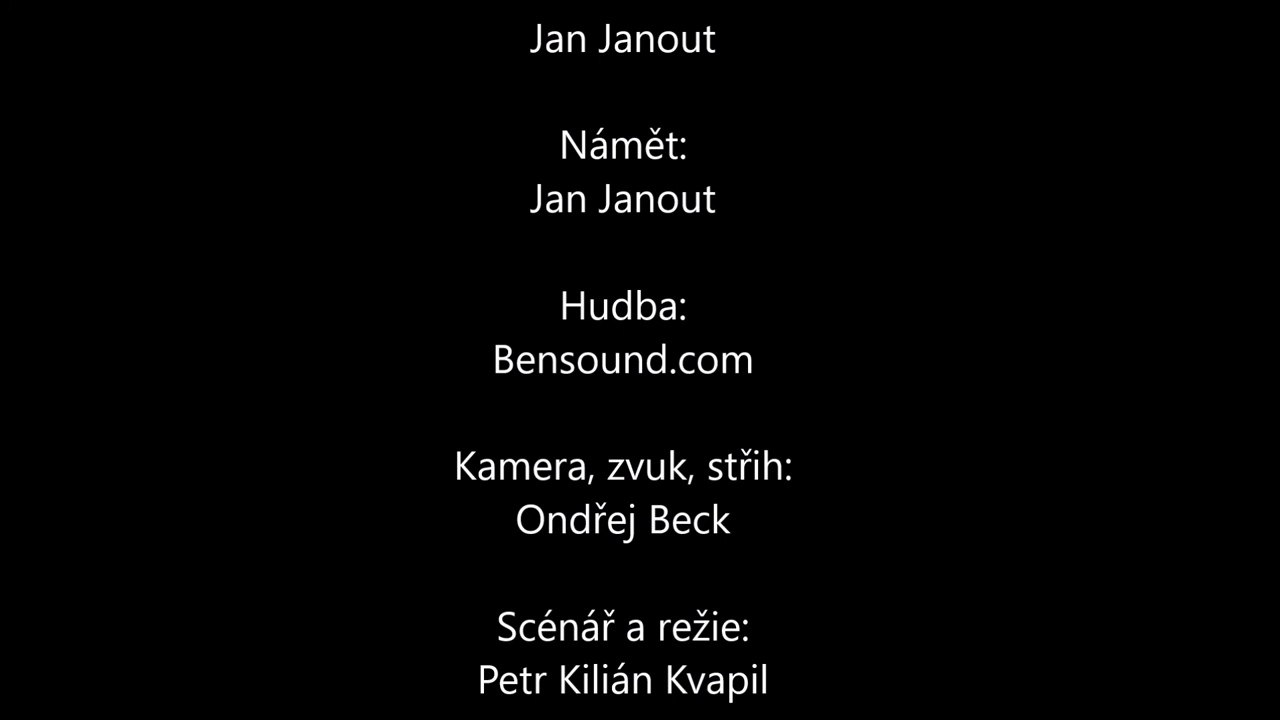 Jan Janout
Námět:
Jan Janout
Hudba:
Bensound.com
Kamera, zvuk, střih:
Ondřej Beck
Scénář a režie:
Petr Kilián Kvapil